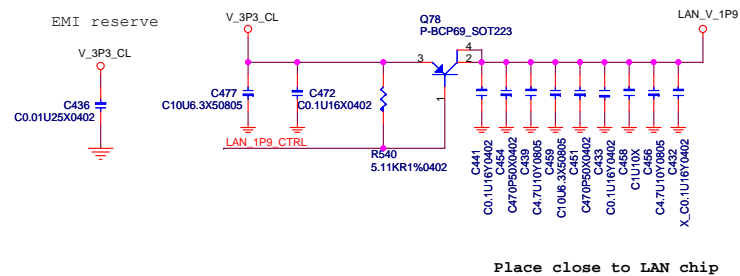 EMI reserve
V_3P3_CL
C436
C0.01U25X0402
V_3P3_CL
Q78
P-BCP69_SOT223
LAN_V_1P9
3
4
2
1
C477
C10U6.3X50805
C472
C0.1U16X0402
LAN_1P9_CTRL
R540
5.11KR1%0402
C441
C0.1U16Y0402
C454
C470P50X0402
C439
C4.7U10Y0805
C459
C10U6.3X50805
C451
C470P50X0402
C433
C0.1U16Y0402
C458
C1U10X
C456
C4.7U10Y0805
C432
X_C0.1U16Y0402
Place close to LAN chip